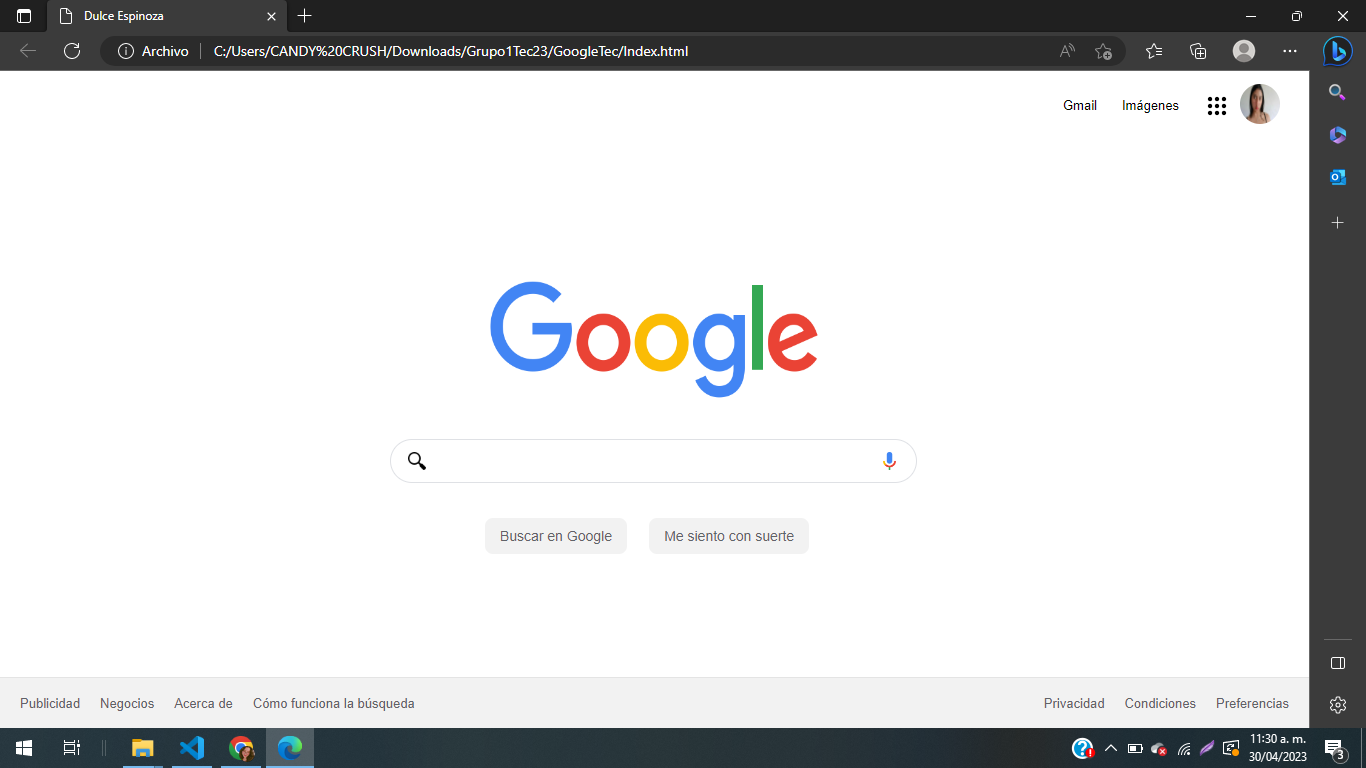 Dulce Espinoza
Archivo
C:/Users/CANDY%20CRUSH/Downloads/Grupo1Tec23/GoogleTec/Index.html
Gmail Imágenes
Google
Buscar en Google Me siento con suerte
Publicidad Negocios Acerca de Cómo funciona la búsqueda Privacidad Condiciones Preferencias
11:30 a. m.
30/04/2023
3